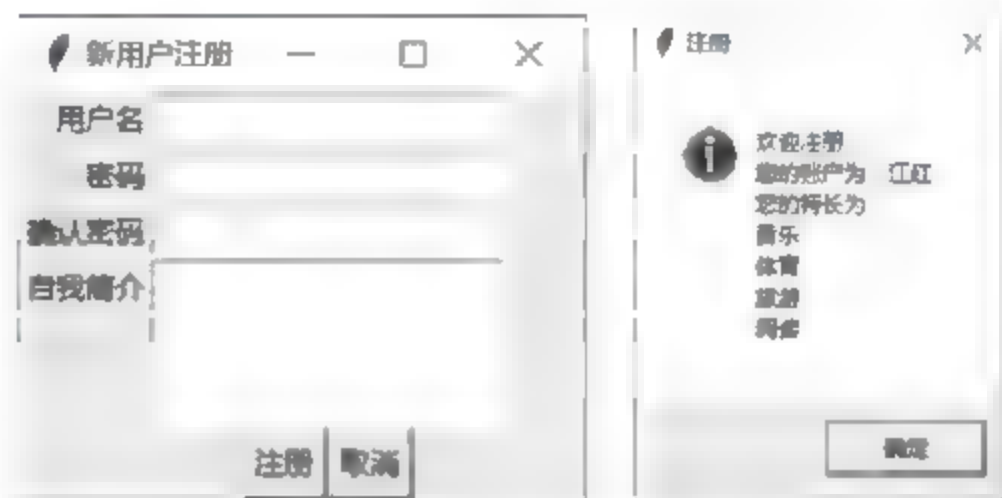 新用户注册
用户名
密码
确认密码
自我简介
注册 取消
注册
欢迎注册
您的账户为 江红
您的特长为
音乐
体育
旅游
确定